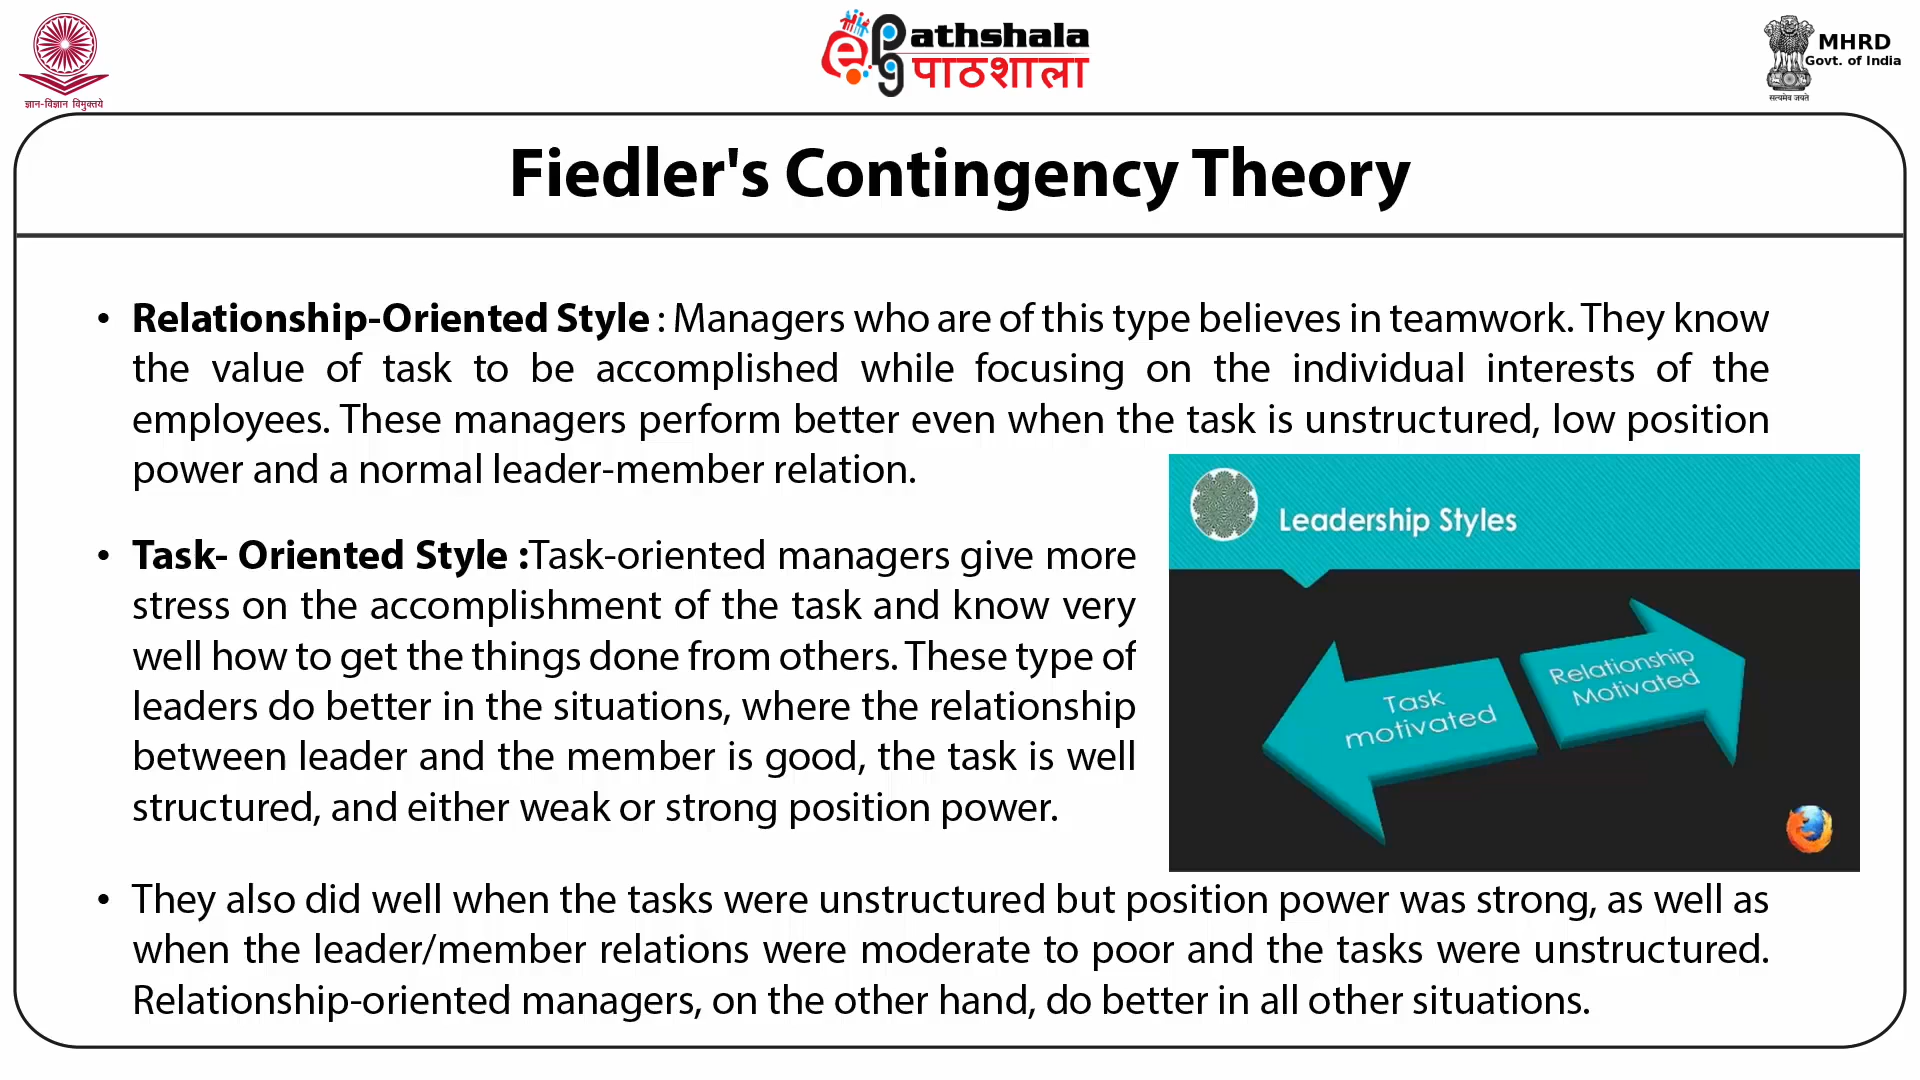 ज्ञान-विज्ञान विमुक्तये
ePathshala
पाठशाला
MHRD
Govt. of India
सत्यमेव जयते
Fiedler's Contingency Theory
• Relationship-Oriented Style : Managers who are of this type believes in teamwork. They know
the value of task to be accomplished while focusing on the individual interests of the
employees. These managers perform better even when the task is unstructured, low position
power and a normal leader-member relation.
• Task- Oriented Style :Task-oriented managers give more
stress on the accomplishment of the task and know very
well how to get the things done from others. These type of
leaders do better in the situations, where the relationship
between leader and the member is good, the task is well
structured, and either weak or strong position power.
Leadership Styles
Task
motivated
Relationship
Motivated
• They also did well when the tasks were unstructured but position power was strong, as well as
when the leader/member relations were moderate to poor and the tasks were unstructured.
Relationship-oriented managers, on the other hand, do better in all other situations.